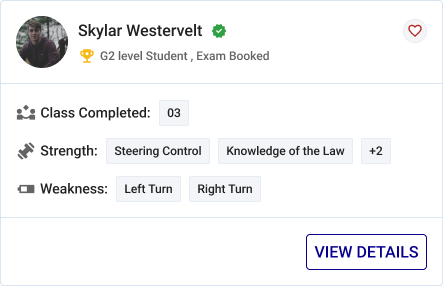 Skylar Westervelt
G2 level Student , Exam Booked
Class Completed: 03
Strength: Steering Control Knowledge of the Law +2
Weakness: Left Turn Right Turn
VIEW DETAILS